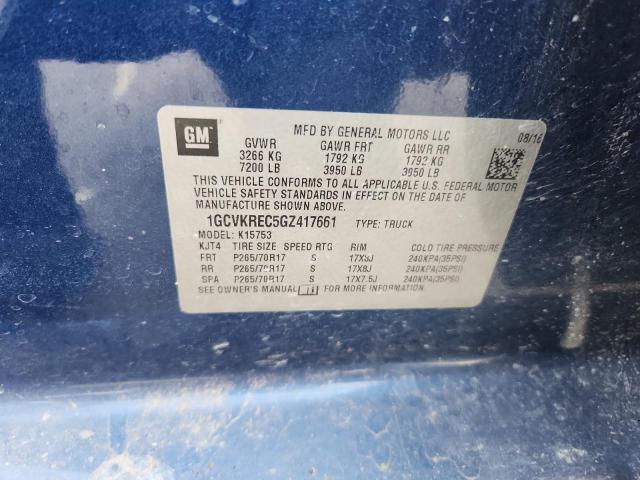 GM
MFD BY GENERAL MOTORS LLC 08/16
GVWR GAWR FRT GAWR RR
3266 KG 1792 KG 1792 KG
7200 LB 3950 LB 3950 LB
THIS VEHICLE CONFORMS TO ALL APPLICABLE U.S. FEDERAL MOTOR
VEHICLE SAFETY STANDARDS IN EFFECT ON THE DATE OF
MANUFACTURE SHOWN ABOVE.
1GCVKREC5GZ417661 TYPE: TRUCK
MODEL: K15753
KJT4 TIRE SIZE SPEED RTG RIM COLD TIRE PRESSURE
FRT P265/70R17 S 17X8J 240KPA(35PSI)
RR P265/70R17 S 17X8J 240KPA(35PSI)
SPA P265/70R17 S 17X7.5J 240KPA(35PSI)
SEE OWNER'S MANUAL FOR MORE INFORMATION.